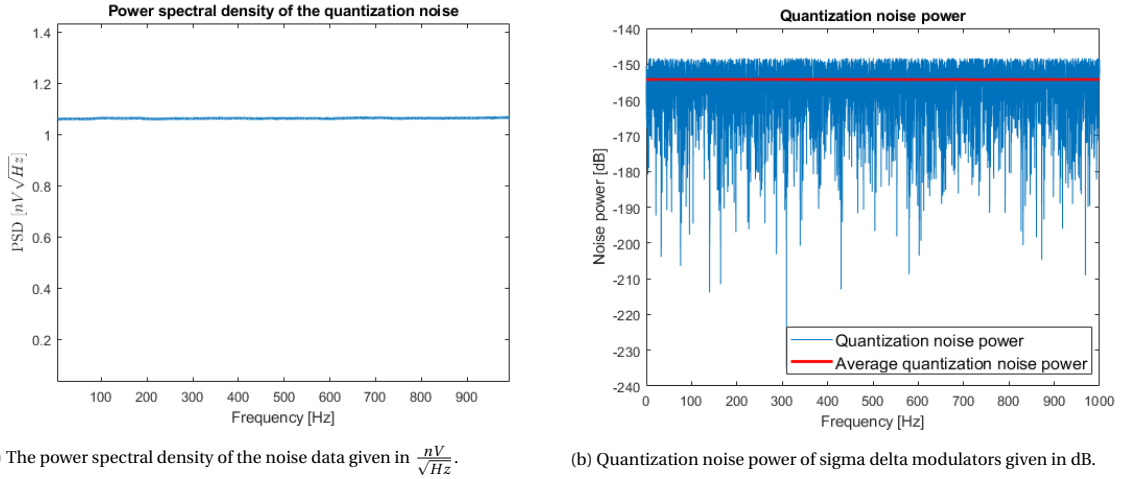 Power spectral density of the quantization noise
1.4
1.2
1
0.8
0.6
0.4
0.2
PSD [nV √Hz]
100 200 300 400 500 600 700 800 900
Frequency [Hz]
) The power spectral density of the noise data given in nV/√Hz.
Quantization noise power
-140
-150
-160
-170
-180
-190
-200
-210
-220
-230
-240
Noise power [dB]
Quantization noise power
Average quantization noise power
0 100 200 300 400 500 600 700 800 900 1000
Frequency [Hz]
(b) Quantization noise power of sigma delta modulators given in dB.